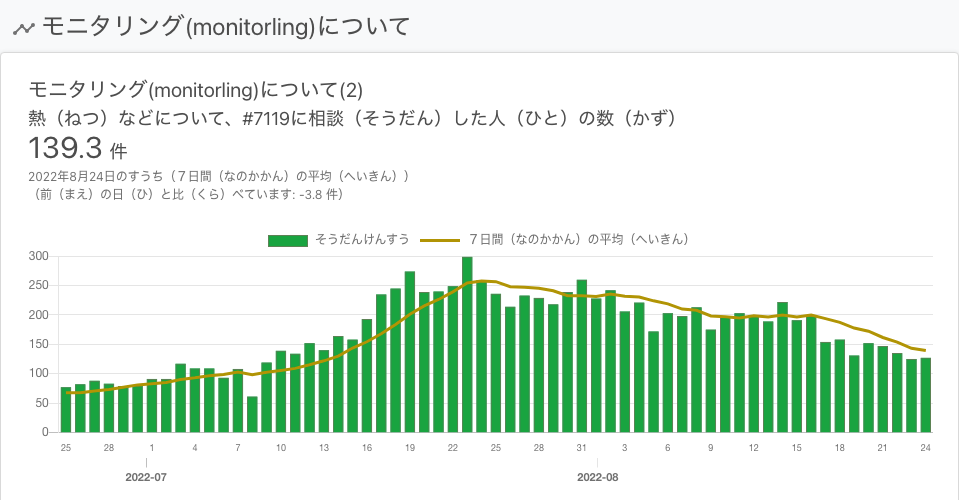 モニタリング(monitorling)について
モニタリング(monitorling)について(2)
熱（ねつ）などについて、#7119に相談（そうだん）した人（ひと）の数（かず）
139.3 件
2022年8月24日のすうち（７日間（なのかかん）の平均（へいきん））
（前（まえ）の日（ひ）と比（くら）べています: -3.8 件）
そうだんけんすう ７日間（なのかかん）の平均（へいきん）
300
250
200
150
100
50
0
25 28 1 4 7 10 13 16 19 22 25 28 31 3 6 9 12 15 18 21 24
2022-07 2022-08